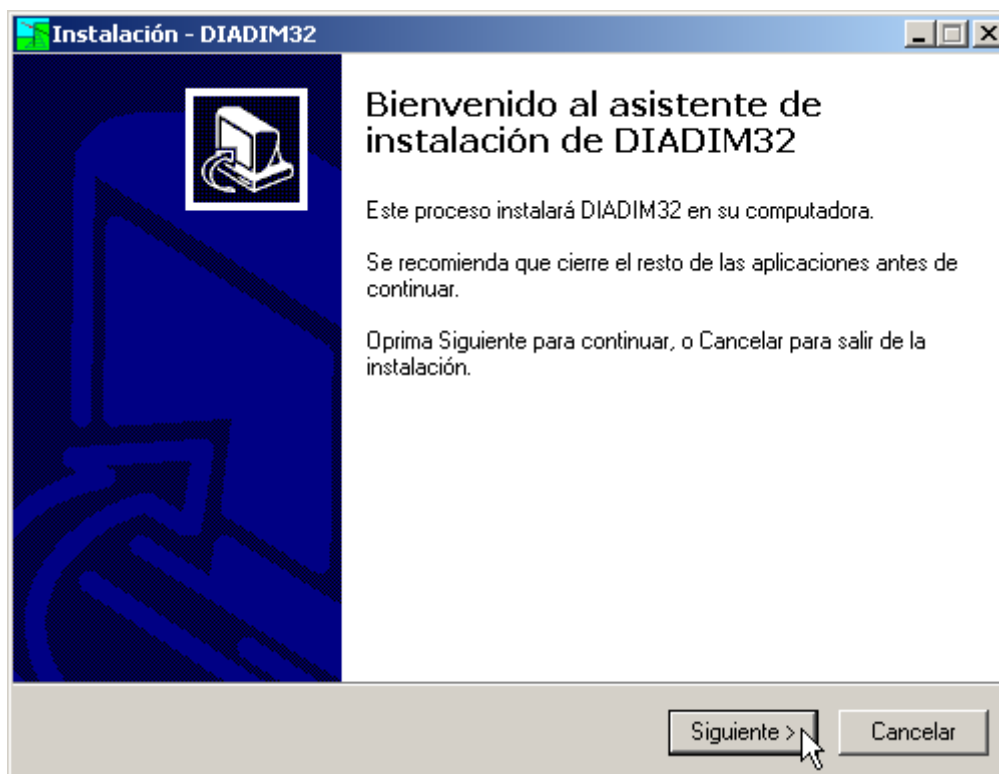 Instalación - DIADIM32
Bienvenido al asistente de
instalación de DIADIM32
Este proceso instalará DIADIM32 en su computadora.
Se recomienda que cierre el resto de las aplicaciones antes de
continuar.
Oprima Siguiente para continuar, o Cancelar para salir de la
instalación.
Siguiente >
Cancelar